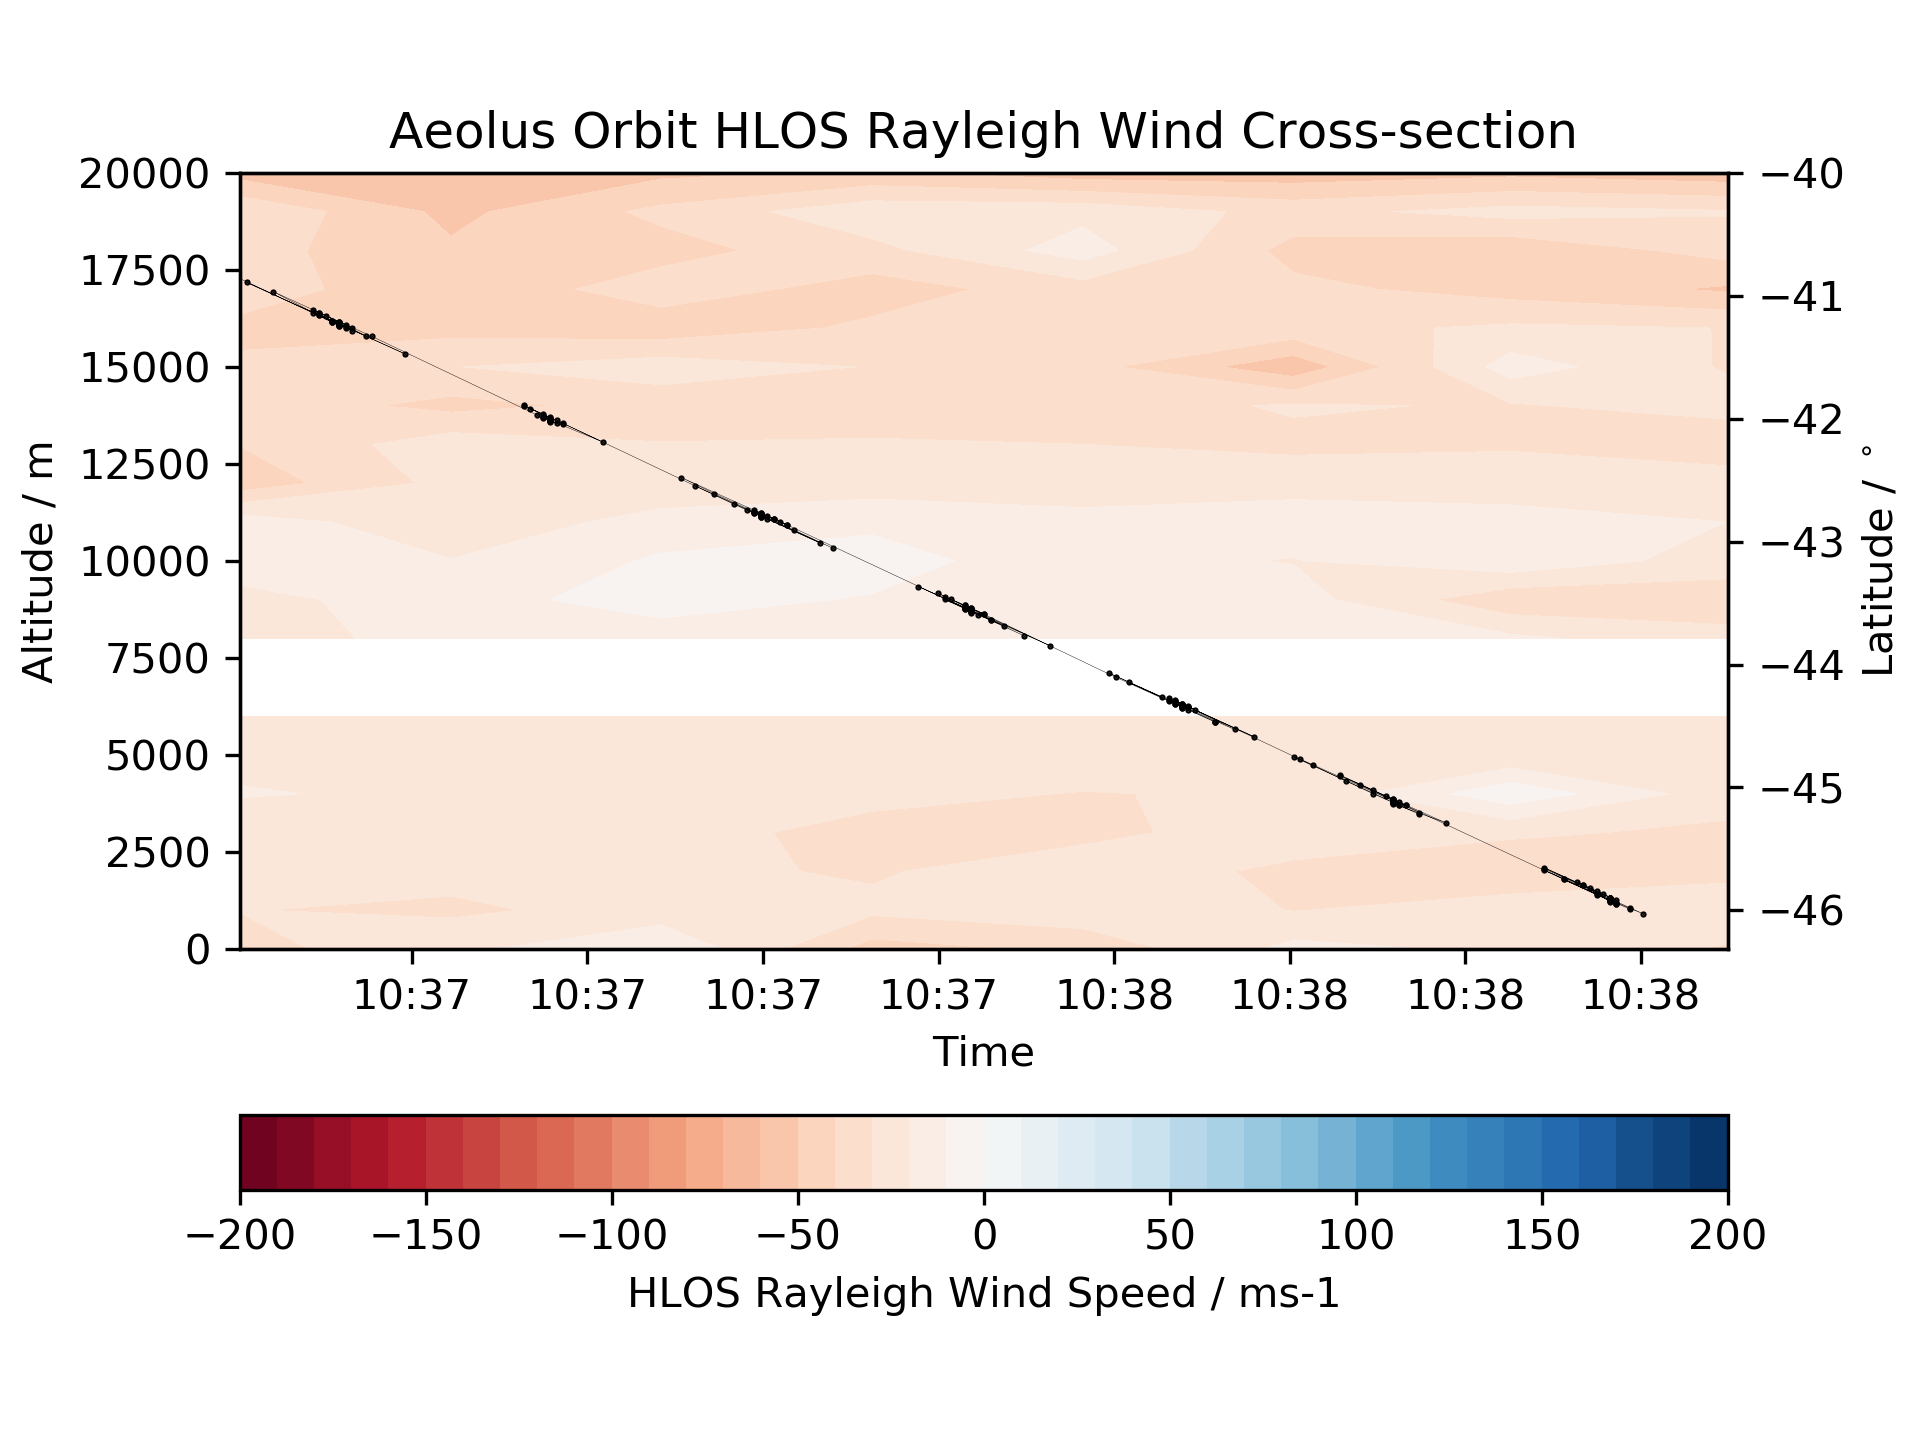 Aeolus Orbit HLOS Rayleigh Wind Cross-section
20000
17500
15000
12500
10000
7500
5000
2500
0
Altitude / m
−40
−41
−42
−43
−44
−45
−46
Latitude / °
10:37 10:37 10:37 10:37 10:38 10:38 10:38 10:38
Time
−200 −150 −100 −50 0 50 100 150 200
HLOS Rayleigh Wind Speed / ms-1